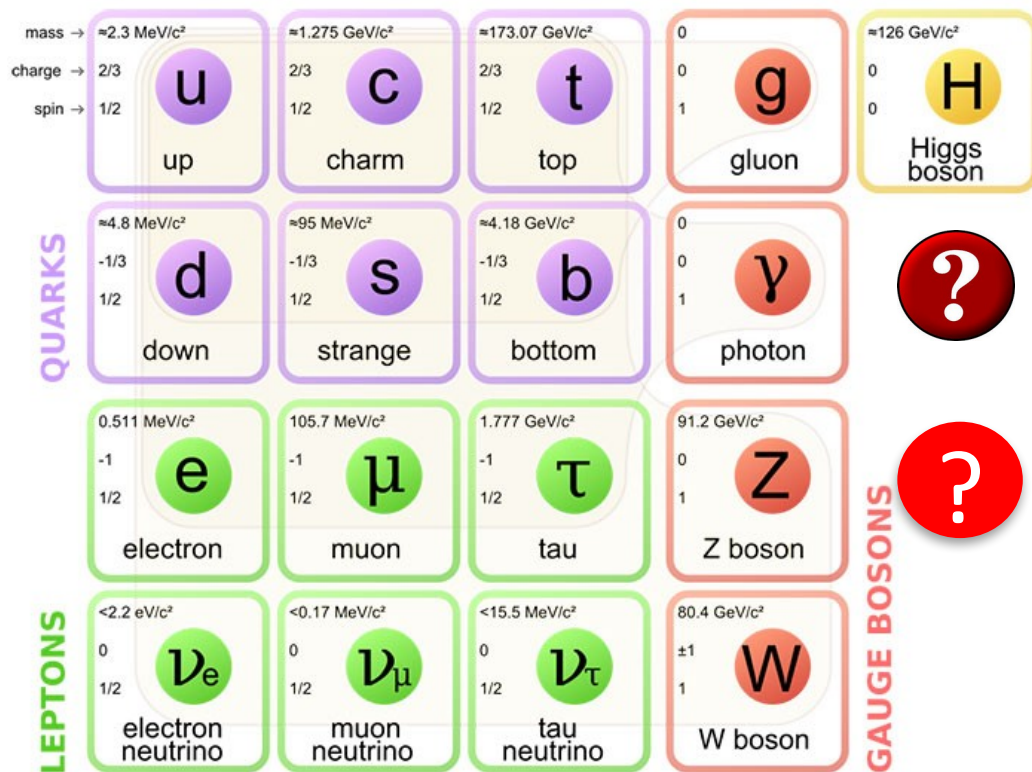 mass → ≈2.3 MeV/c²
charge → 2/3
spin → 1/2
u
up
≈1.275 GeV/c²
2/3
1/2
c
charm
≈173.07 GeV/c²
2/3
1/2
t
top
0
0
1
g
gluon
≈126 GeV/c²
0
0
H
Higgs
boson
QUARKS
≈4.8 MeV/c²
-1/3
1/2
d
down
≈95 MeV/c²
-1/3
1/2
s
strange
≈4.18 GeV/c²
-1/3
1/2
b
bottom
0
0
1
γ
photon
?
0.511 MeV/c²
-1
1/2
e
electron
105.7 MeV/c²
-1
1/2
μ
muon
1.777 GeV/c²
-1
1/2
τ
tau
91.2 GeV/c²
0
1
Z
Z boson
?
LEPTONS
<2.2 eV/c²
0
1/2
νe
electron
neutrino
<0.17 MeV/c²
0
1/2
νμ
muon
neutrino
<15.5 MeV/c²
0
1/2
ντ
tau
neutrino
80.4 GeV/c²
±1
1
W
W boson
GAUGE BOSONS